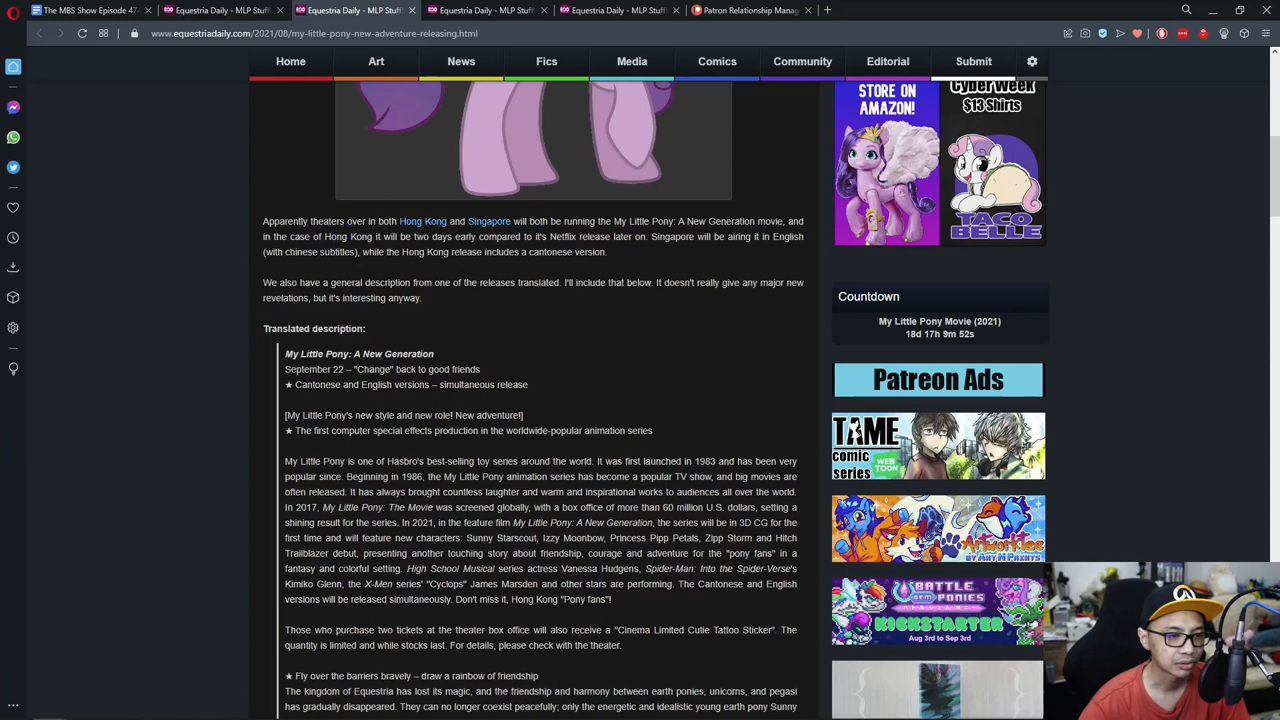 The MBS Show Episode 474
Equestria Daily - MLP Stuff!
Equestria Daily - MLP Stuff!
Equestria Daily - MLP Stuff!
Equestria Daily - MLP Stuff!
Patron Relationship Mana
www.equestriadaily.com/2021/08/my-little-pony-new-adventure-releasing.html
Home Art News Fics Media Comics Community Editorial Submit
STORE ON
AMAZON!
CyberWeek
$13 Shirts
TACO
BELLE
Apparently theaters over in both Hong Kong and Singapore will both be running the My Little Pony: A New Generation movie, and
in the case of Hong Kong it will be two days early compared to it's Netflix release later on. Singapore will be airing it in English
(with chinese subtitles), while the Hong Kong release includes a cantonese version.
We also have a general description from one of the releases translated. I'll include that below. It doesn't really give any major new
revelations, but it's interesting anyway.
Translated description:
My Little Pony: A New Generation
September 22 – "Change" back to good friends
★ Cantonese and English versions – simultaneous release
[My Little Pony's new style and new role! New adventure!]
★ The first computer special effects production in the worldwide-popular animation series
My Little Pony is one of Hasbro's best-selling toy series around the world. It was first launched in 1983 and has been very
popular since. Beginning in 1986, the My Little Pony animation series has become a popular TV show, and big movies are
often released. It has always brought countless laughter and warm and inspirational works to audiences all over the world.
In 2017, My Little Pony: The Movie was screened globally, with a box office of more than 60 million U.S. dollars, setting a
shining result for the series. In 2021, in the feature film My Little Pony: A New Generation, the series will be in 3D CG for the
first time and will feature new characters: Sunny Starscout, Izzy Moonbow, Princess Pipp Petals, Zipp Storm and Hitch
Trailblazer debut, presenting another touching story about friendship, courage and adventure for the "pony fans" in a
fantasy and colorful setting. High School Musical series actress Vanessa Hudgens, Spider-Man: Into the Spider-Verse's
Kimiko Glenn, the X-Men series' "Cyclops" James Marsden and other stars are performing. The Cantonese and English
versions will be released simultaneously. Don't miss it, Hong Kong "Pony fans"!
Those who purchase two tickets at the theater box office will also receive a "Cinema Limited Cutie Tattoo Sticker". The
quantity is limited and while stocks last. For details, please check with the theater.
★ Fly over the barriers bravely – draw a rainbow of friendship
The kingdom of Equestria has lost its magic, and the friendship and harmony between earth ponies, unicorns, and pegasi
has gradually disappeared. They can no longer coexist peacefully; only the energetic and idealistic young earth pony Sunny
Countdown
My Little Pony Movie (2021)
18d 17h 9m 52s
Patreon Ads
TAME
comic
series
WEB
TOON
Artworktee
BY ART N PRINTS
BATTLE
GEM PONIES
KICKSTARTER
Aug 3rd to Sep 3rd